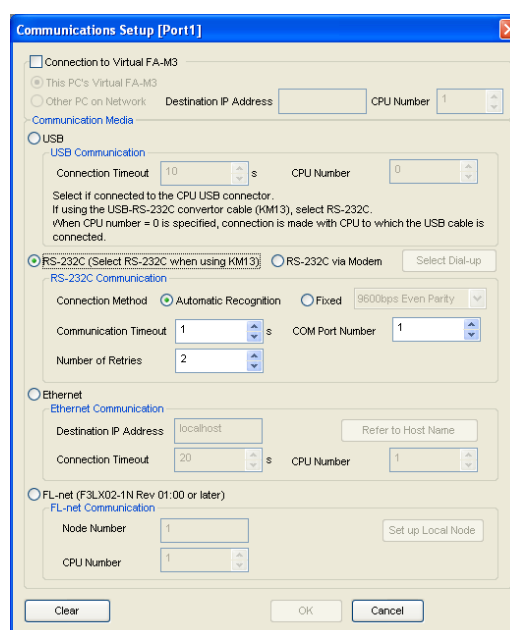 Communications Setup [Port1]
Connection to Virtual FA-M3
This PC's Virtual FA-M3
Other PC on Network Destination IP Address CPU Number 1
Communication Media
USB
USB Communication
Connection Timeout 10 s CPU Number 0
Select if connected to the CPU USB connector.
If using the USB-RS-232C convertor cable (KM13), select RS-232C.
When CPU number = 0 is specified, connection is made with CPU to which the USB cable is
connected.
RS-232C (Select RS-232C when using KM13) RS-232C via Modem Select Dial-up
RS-232C Communication
Connection Method Automatic Recognition Fixed 9600bps Even Parity
Communication Timeout 1 s COM Port Number 1
Number of Retries 2
Ethernet
Ethernet Communication
Destination IP Address localhost Refer to Host Name
Connection Timeout 20 s CPU Number 1
FL-net (F3LX02-1N Rev 01:00 or later)
FL-net Communication
Node Number 1 Set up Local Node
CPU Number 1
Clear OK Cancel